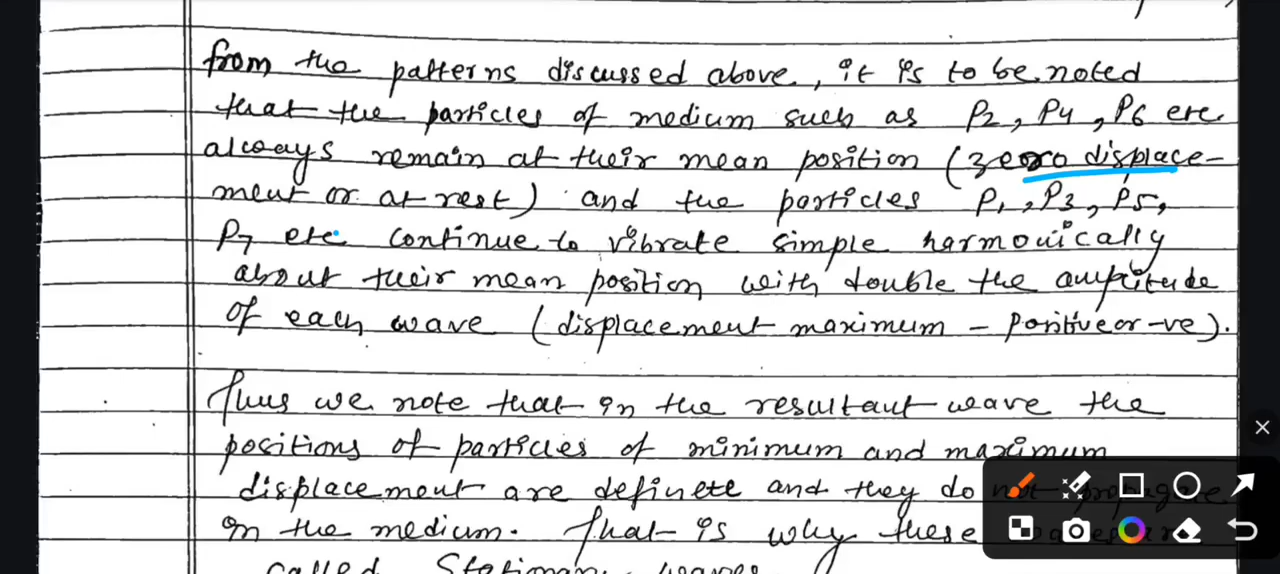 from the patterns discussed above, it is to be noted
that the particles of medium such as P2, P4, P6 etc
always remain at their mean position (zero displace-
ment or at rest) and the particles P1, P3, P5,
P7 etc continue to vibrate simple harmonically
about their mean position with double the amplitude
of each wave (displacement maximum - positive or -ve).
Thus we note that in the resultant wave the
positions of particles of minimum and maximum
displacement are definete and they do not propagate
in the medium. That is why these
called Stationary waves